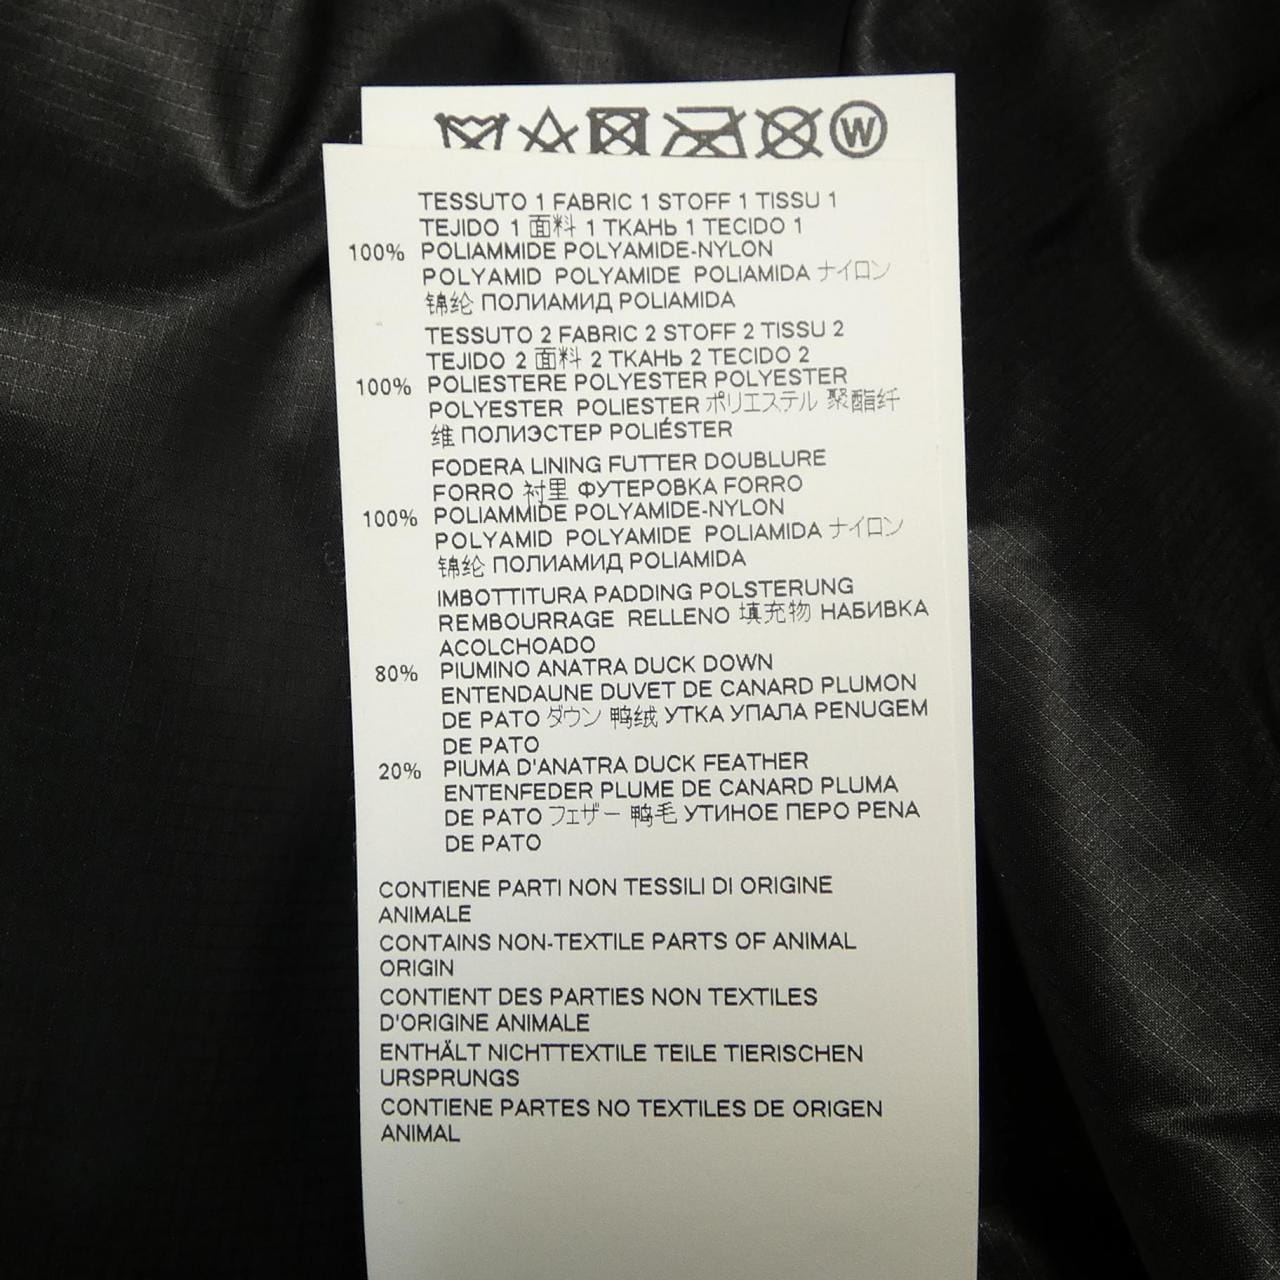 W
TESSUTO 1 FABRIC 1 STOFF 1 TISSU 1
TEJIDO 1 面料 1 ТКАНЬ 1 TECIDO 1
100% POLIAMMIDE POLYAMIDE-NYLON
POLYAMID POLYAMIDE POLIAMIDA ナイロン
锦纶 ПОЛИАМИД POLIAMIDA
TESSUTO 2 FABRIC 2 STOFF 2 TISSU 2
TEJIDO 2 面料 2 ТКАНЬ 2 TECIDO 2
100% POLIESTERE POLYESTER POLYESTER
POLYESTER POLIESTER ポリエステル 聚酯纤
维 ПОЛИЭСТЕР POLIÉSTER
FODERA LINING FUTTER DOUBLURE
FORRO 衬里 ФУТЕРОВКА FORRO
100% POLIAMMIDE POLYAMIDE-NYLON
POLYAMID POLYAMIDE POLIAMIDA ナイロン
锦纶 ПОЛИАМИД POLIAMIDA
IMBOTTITURA PADDING POLSTERUNG
REMBOURRAGE RELLENO 填充物 НАБИВКА
ACOLCHOADO
80% PIUMINO ANATRA DUCK DOWN
ENTENDAUNE DUVET DE CANARD PLUMON
DE PATO ダウン 鸭绒 УТКА УПАЛА PENUGEM
DE PATO
20% PIUMA D'ANATRA DUCK FEATHER
ENTENFEDER PLUME DE CANARD PLUMA
DE PATO フェザー 鸭毛 УТИНОЕ ПЕРО PENA
DE PATO
CONTIENE PARTI NON TESSILI DI ORIGINE
ANIMALE
CONTAINS NON-TEXTILE PARTS OF ANIMAL
ORIGIN
CONTIENT DES PARTIES NON TEXTILES
D'ORIGINE ANIMALE
ENTHÄLT NICHTTEXTILE TEILE TIERISCHEN
URSPRUNGS
CONTIENE PARTES NO TEXTILES DE ORIGEN
ANIMAL